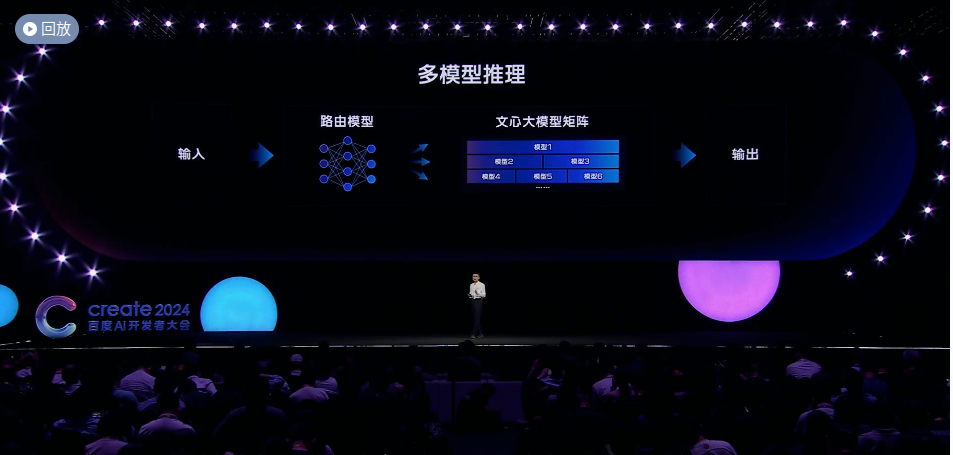 回放
多模型推理
路由模型
文心大模型矩阵
输入
模型1
模型2 模型3
模型4 模型5 模型6
......
输出
create 2024
百度AI开发者大会